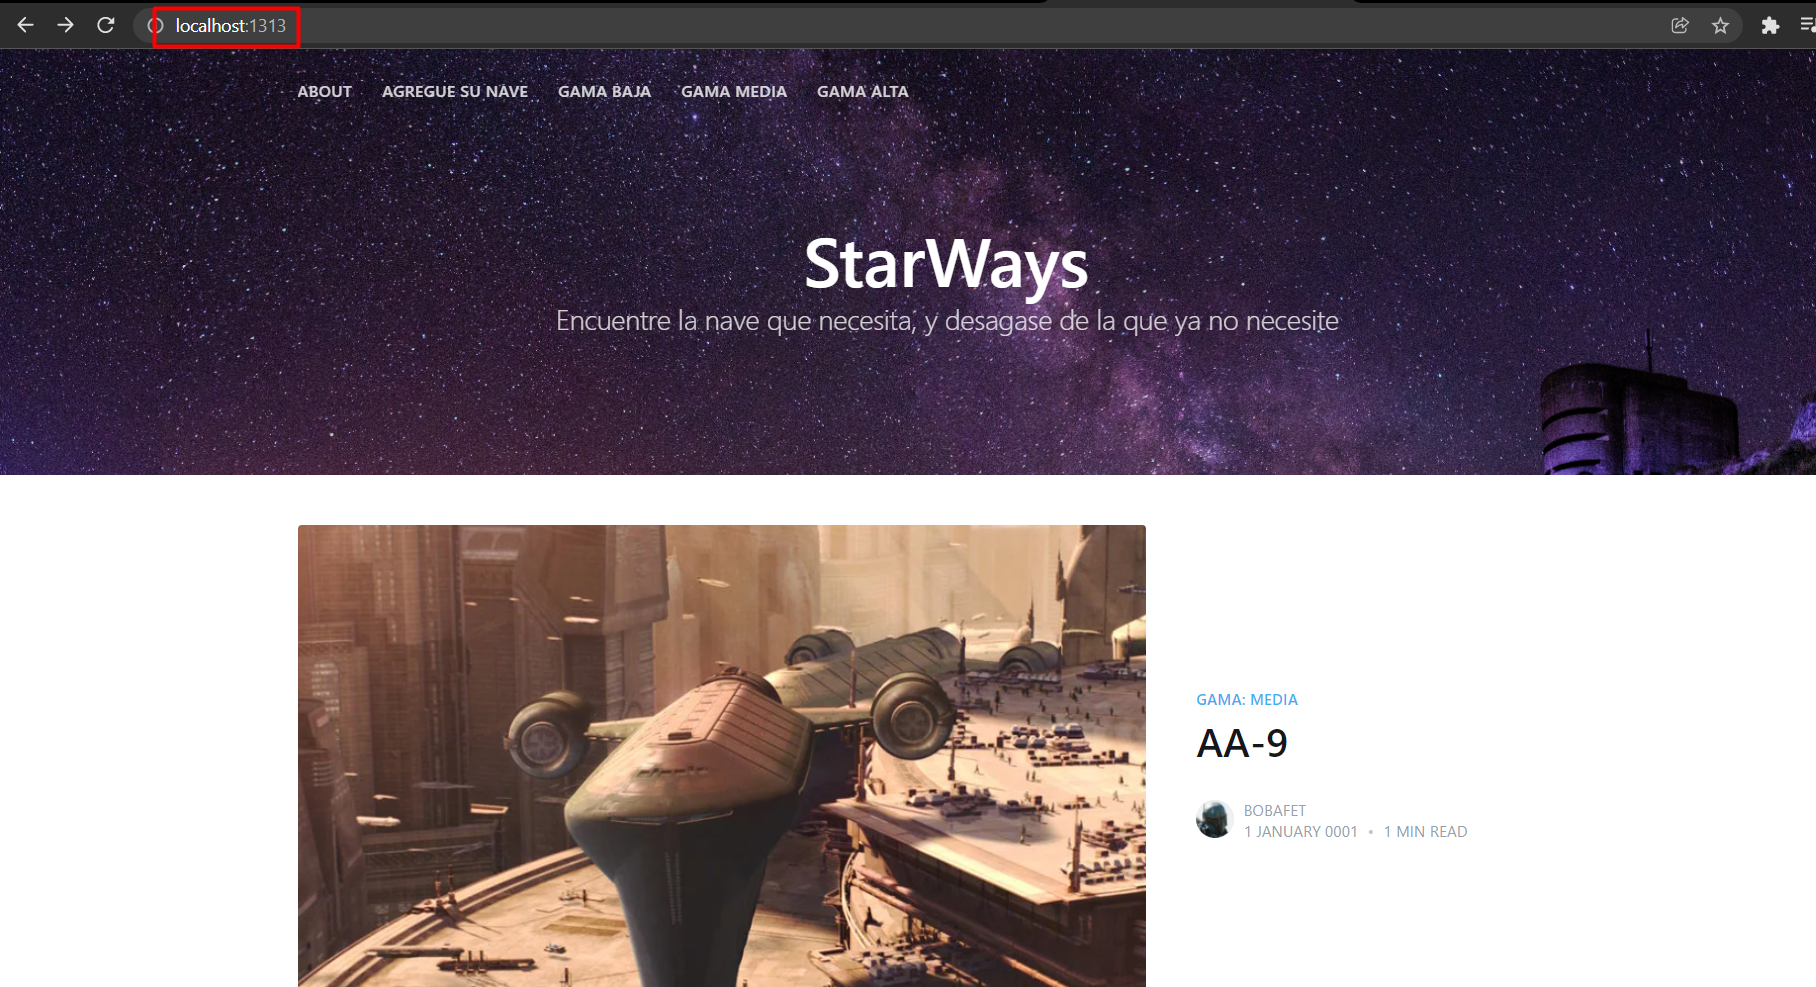 localhost:1313
ABOUT AGREGUE SU NAVE GAMA BAJA GAMA MEDIA GAMA ALTA
StarWays
Encuentre la nave que necesita, y desagase de la que ya no necesite
GAMA: MEDIA
AA-9
BOBAFET
1 JANUARY 0001 • 1 MIN READ